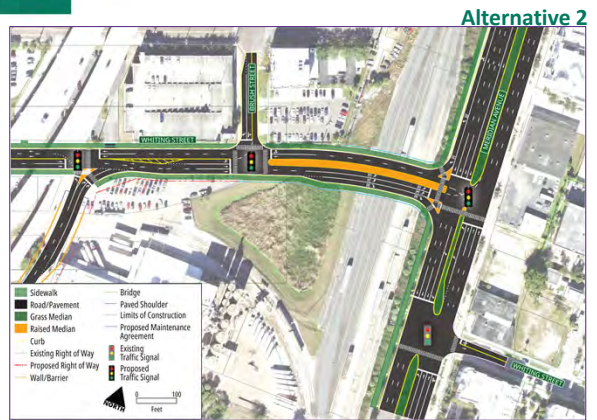 Alternative 2
BRUSH STREET
MERIDIAN AVENUE
WHITING STREET
WHITING STREET
Sidewalk
Road/Pavement
Grass Median
Raised Median
Curb
Existing Right of Way
Proposed Right of Way
Wall/Barrier
Bridge
Paved Shoulder
Limits of Construction
Proposed Maintenance
Agreement
Existing
Traffic Signal
Proposed
Traffic Signal
NORTH
0 100
Feet